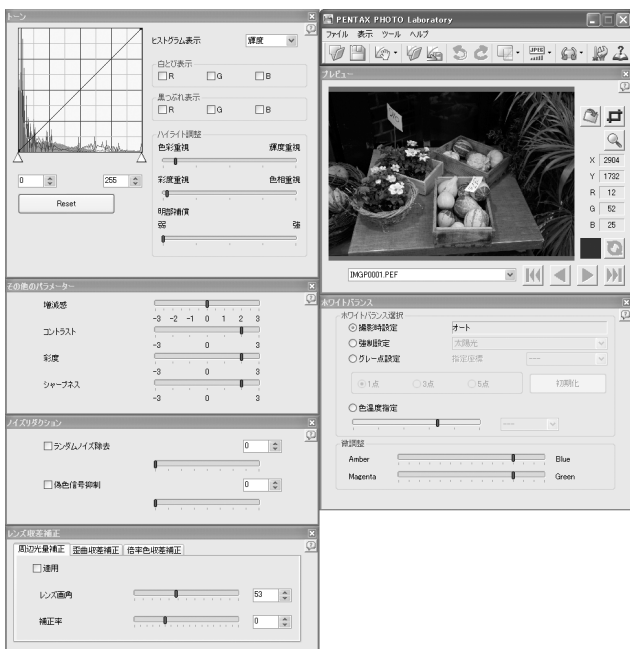 トーン
ヒストグラム表示 輝度
白とび表示
R G B
黒つぶれ表示
R G B
ハイライト調整
色彩重視 輝度重視
彩度重視 色相重視
明部補償
弱 強
0 255
Reset
その他のパラメーター
増減感
-3 -2 -1 0 1 2 3
コントラスト
-3 0 3
彩度
-3 0 3
シャープネス
-3 0 3
ノイズリダクション
ランダムノイズ除去 0
偽色信号抑制 0
レンズ収差補正
周辺光量補正 歪曲収差補正 倍率色収差補正
適用
レンズ画角 53
補正率 0
PENTAX PHOTO Laboratory
ファイル 表示 ツール ヘルプ
JPEG
プレビュー
X 2904
Y 1732
R 12
G 52
B 25
IMGP0001.PEF
ホワイトバランス
ホワイトバランス選択
撮影時設定 オート
強制設定 太陽光
グレー点設定 指定座標 ----
1点 3点 5点 初期化
色温度指定
----
微調整
Amber Blue
Magenta Green